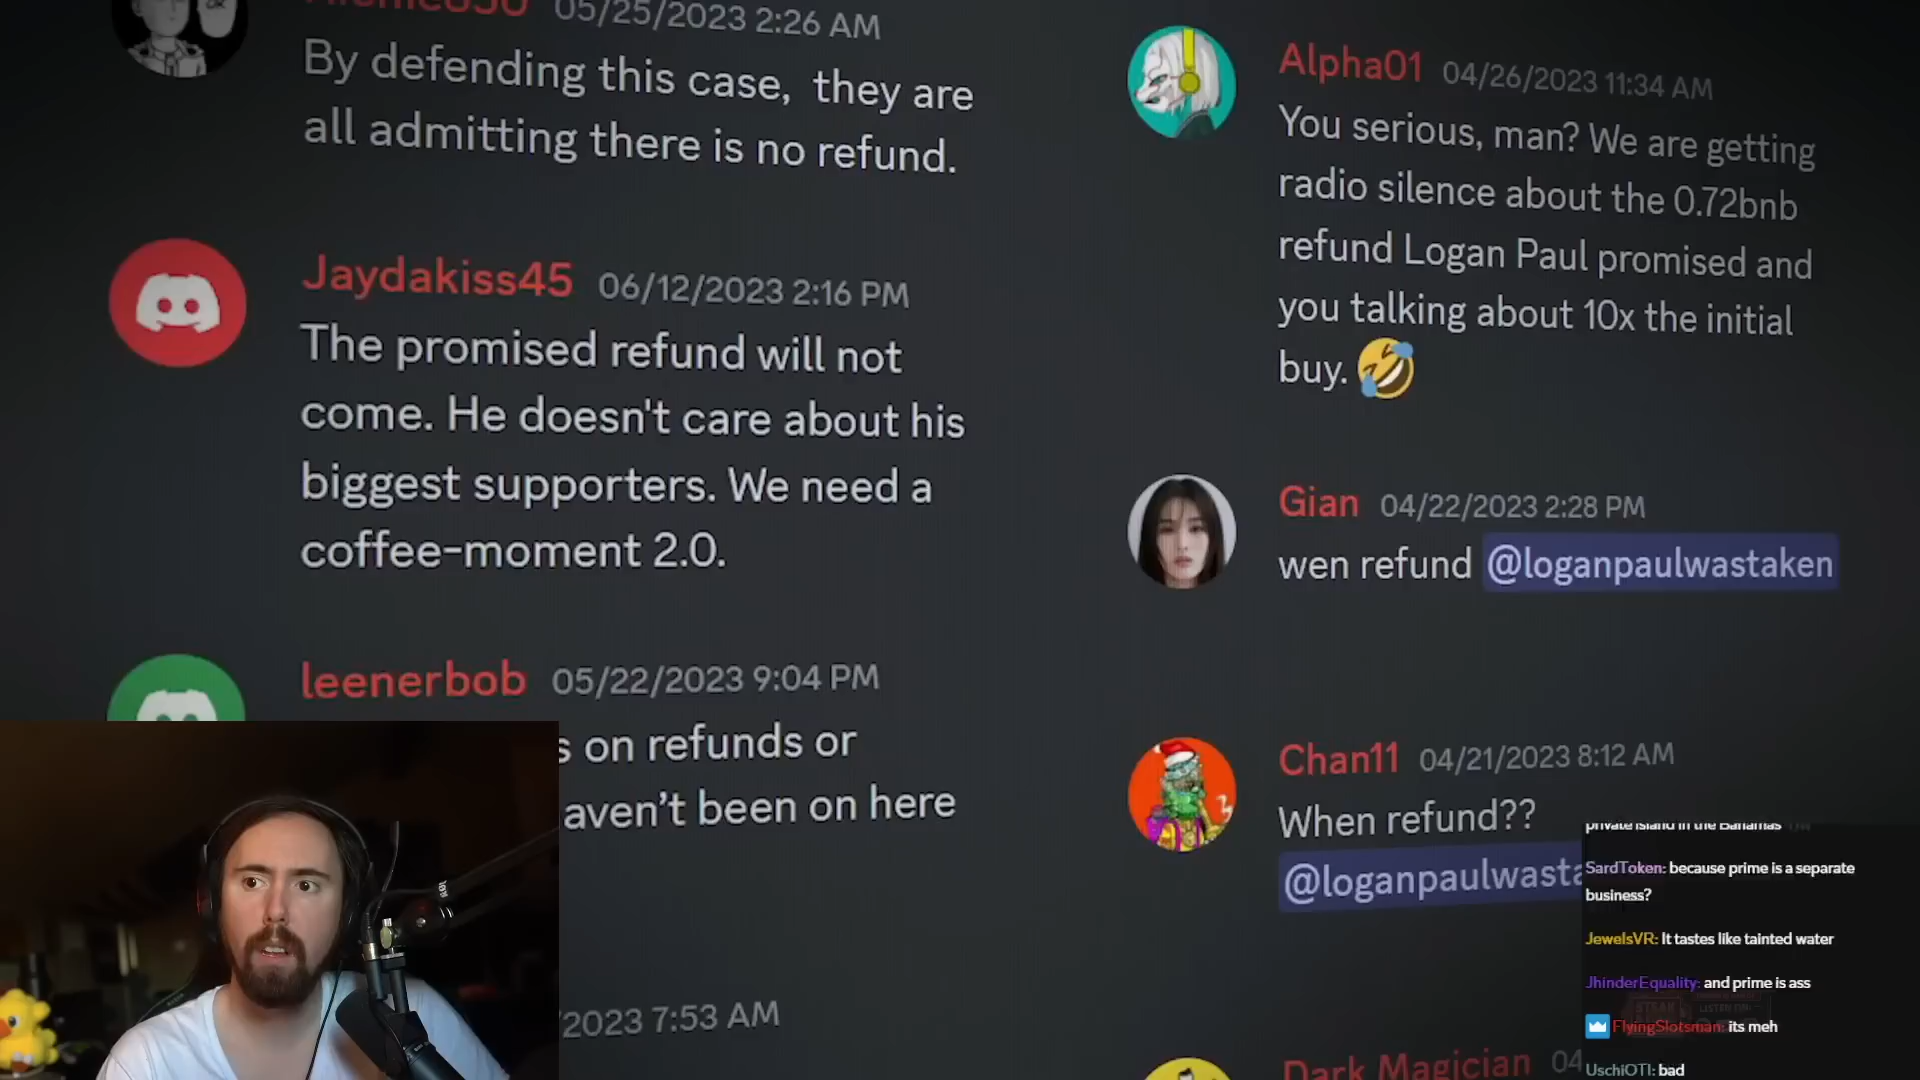 05/25/2023 2:26 AM
By defending this case, they are
all admitting there is no refund.
Jaydakiss45 06/12/2023 2:16 PM
The promised refund will not
come. He doesn't care about his
biggest supporters. We need a
coffee-moment 2.0.
leenerbob 05/22/2023 9:04 PM
s on refunds or
aven't been on here
/2023 7:53 AM
Alpha01 04/26/2023 11:34 AM
You serious, man? We are getting
radio silence about the 0.72bnb
refund Logan Paul promised and
you talking about 10x the initial
buy. 🤣
Gian 04/22/2023 2:28 PM
wen refund @loganpaulwastaken
Chan11 04/21/2023 8:12 AM
When refund??
@loganpaulwasta
Dark Magician 04
private island in the Bahamas
SardToken: because prime is a separate
business?
JewelsVR: It tastes like tainted water
JhinderEquality: and prime is ass
FlyingSlotsman: its meh
UschiOTI: bad